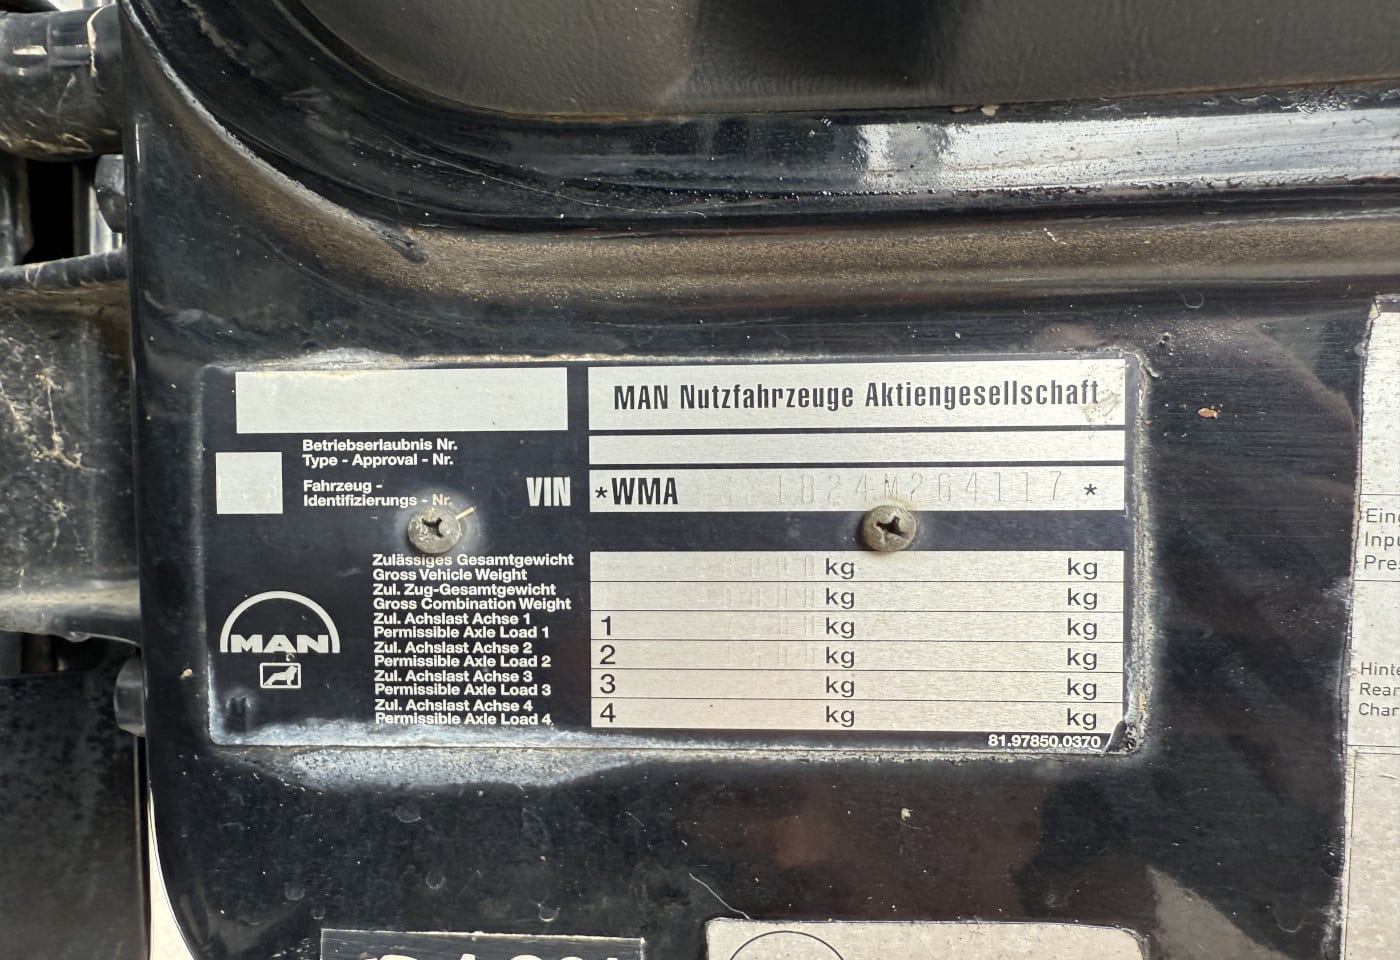 MAN Nutzfahrzeuge Aktiengesellschaft
Betriebserlaubnis Nr.
Type - Approval - Nr.
Fahrzeug -
Identifizierungs - Nr.
VIN
*WMA 24M264117 *
Zulässiges Gesamtgewicht
Gross Vehicle Weight
kg kg
Zul. Zug-Gesamtgewicht
Gross Combination Weight
kg kg
Zul. Achslast Achse 1
Permissible Axle Load 1
1 kg kg
Zul. Achslast Achse 2
Permissible Axle Load 2
2 kg kg
Zul. Achslast Achse 3
Permissible Axle Load 3
3 kg kg
Zul. Achslast Achse 4
Permissible Axle Load 4
4 kg kg
MAN
81.97850.0370